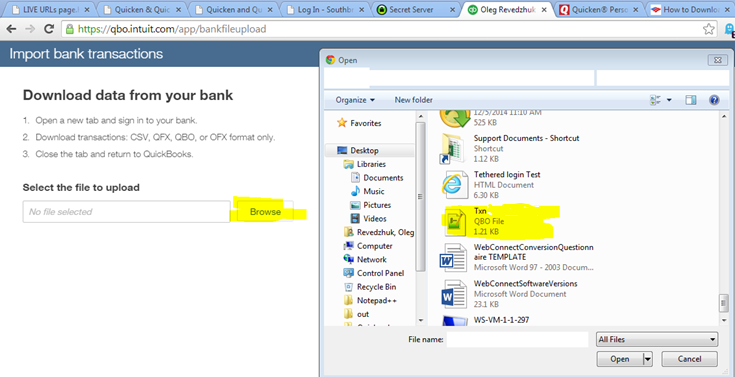 LIVE URLs page.
Quicken & Quic
Quicken and Qu
Log In - Southb
Secret Server
Oleg Revedzhuk, O
Quicken® Perso
How to Downlo
https://qbo.intuit.com/app/bankfileupload
Import bank transactions
Download data from your bank
1. Open a new tab and sign in to your bank.
2. Download transactions: CSV, QFX, QBO, or OFX format only.
3. Close the tab and return to QuickBooks.
Select the file to upload
No file selected
Browse
Open
Organize
New folder
Favorites
Desktop
Libraries
Documents
Music
Pictures
Videos
Revedzhuk, Oleg
Computer
Network
Control Panel
Recycle Bin
Notepad++
out
12/5/2014 11:10 AM
525 KB
Support Documents - Shortcut
Shortcut
1.12 KB
Tethered login Test
HTML Document
6.30 KB
Txn
QBO File
1.21 KB
WebConnectConversionQuestionn
aire TEMPLATE
Microsoft Word 97 - 2003 Docum...
WebConnectSoftwareVersions
Microsoft Word Document
23.1 KB
WS-VM-1-1-297
File name:
All Files
Open
Cancel